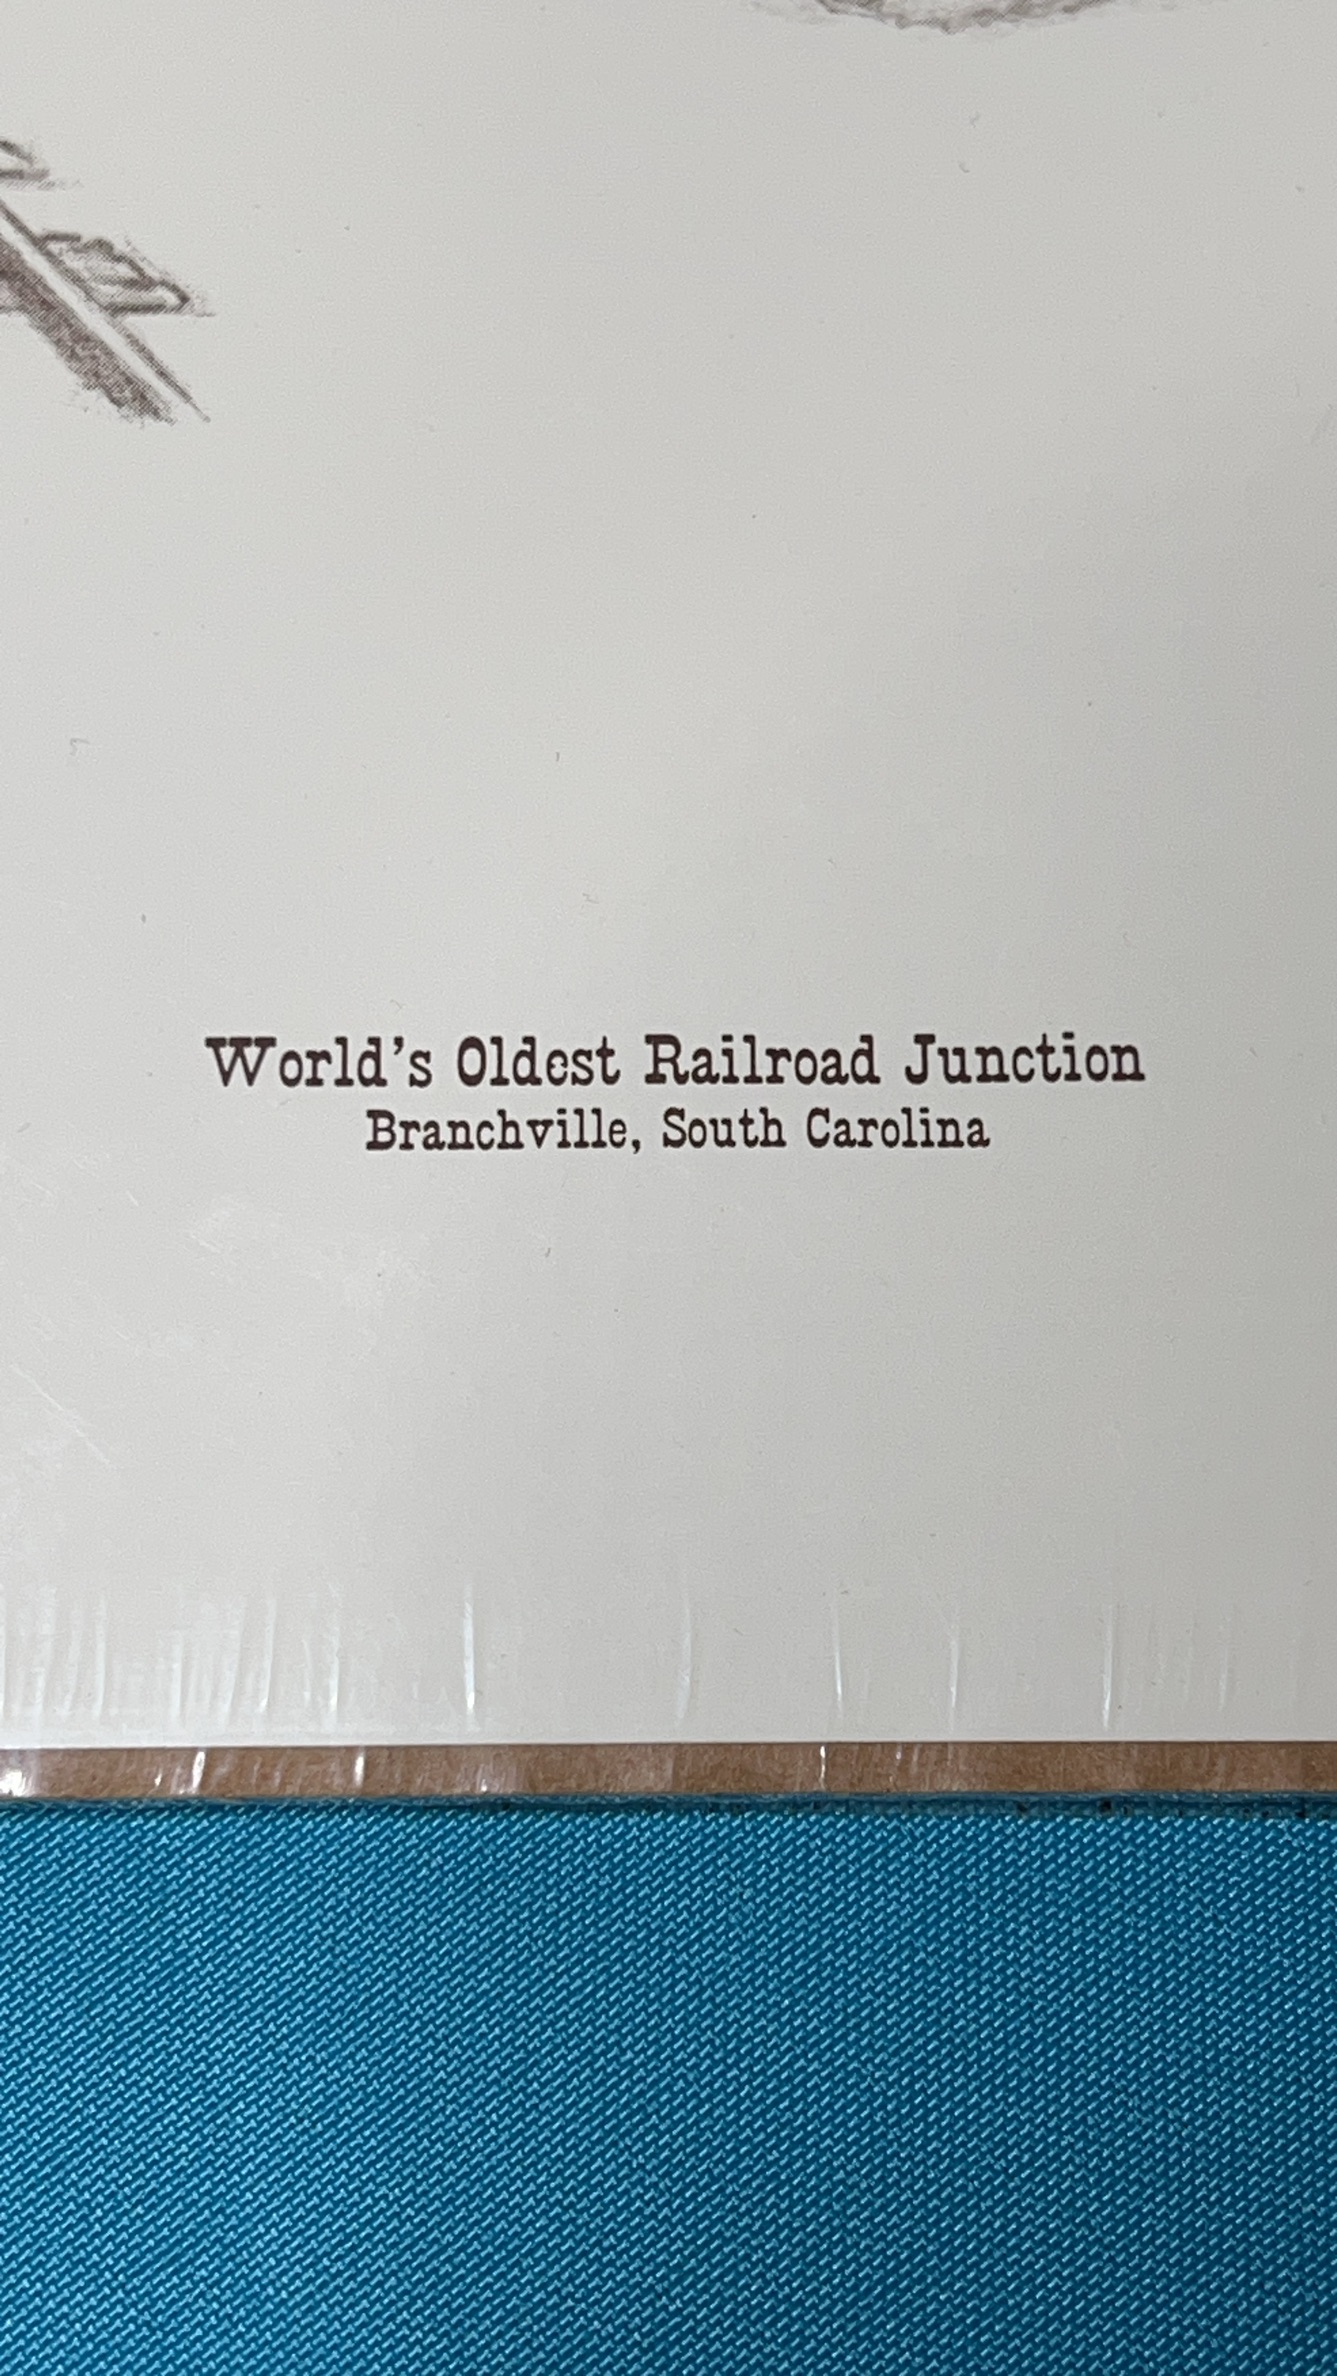 World's Oldest Railroad Junction
Branchville, South Carolina